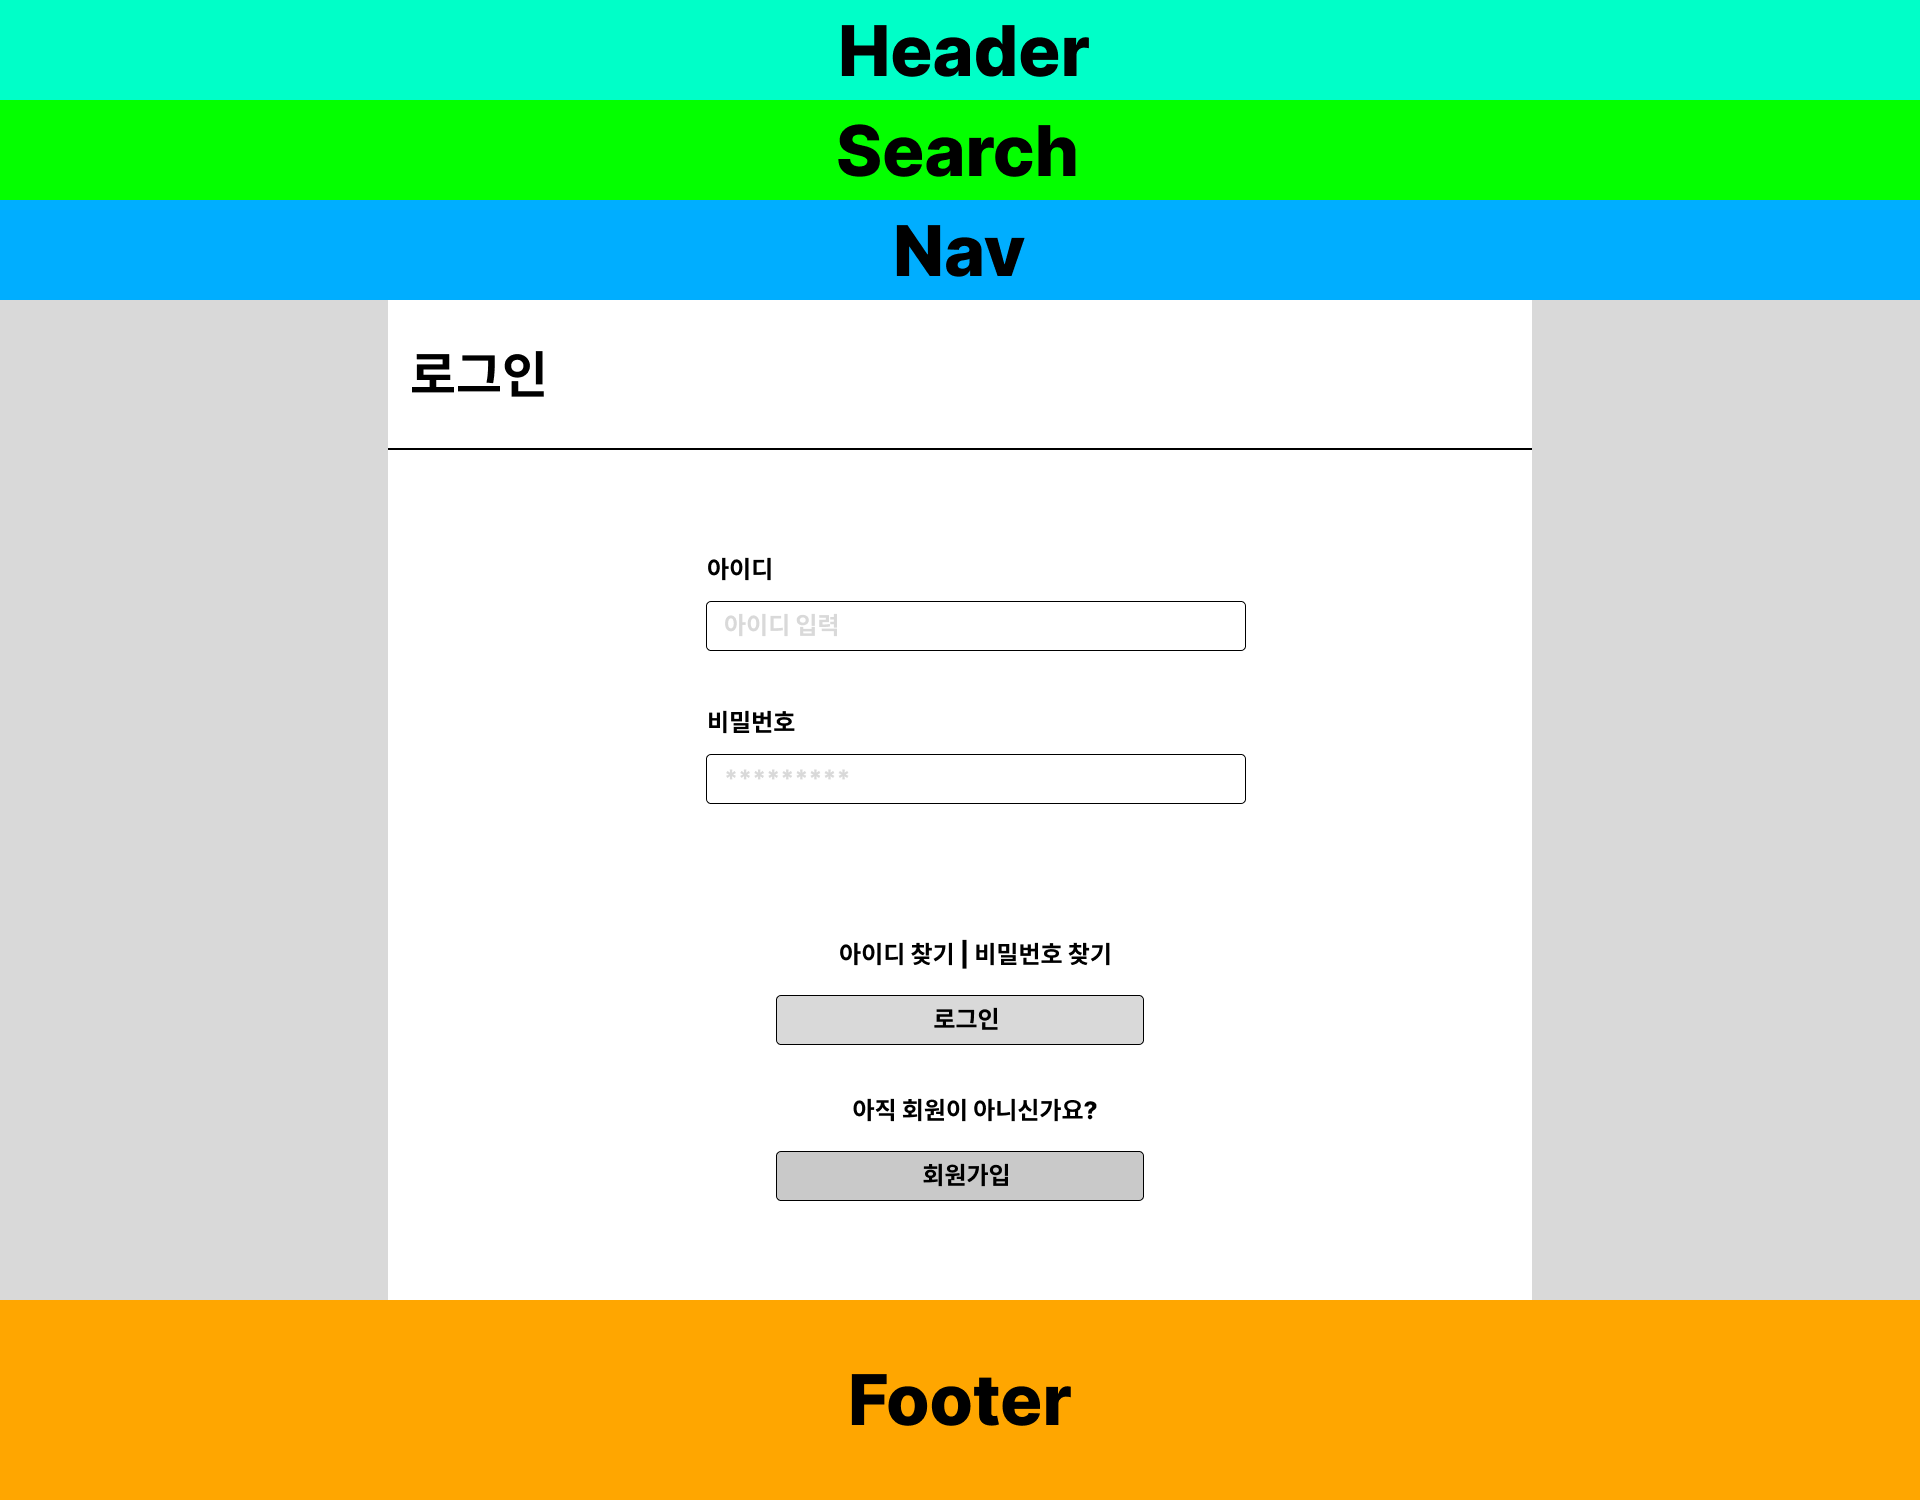 Header
Search
Nav
로그인
아이디
아이디 입력
비밀번호
*********
아이디 찾기 | 비밀번호 찾기
로그인
아직 회원이 아니신가요?
회원가입
Footer